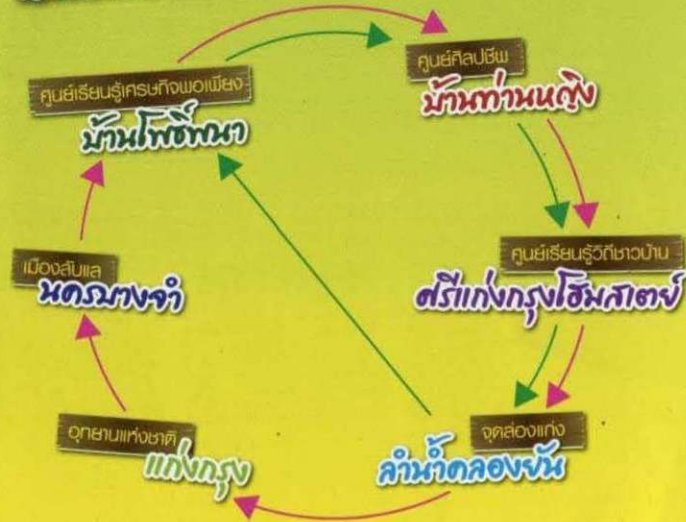 ศูนย์เรียนรู้เศรษฐกิจพอเพียง
บ้านโพธิ์พนา
ศูนย์ศิลปชีพ
บ้านท่านหญิง
ศูนย์เรียนรู้วิถีชาวบ้าน
ศรีแก่งกรุงโฮมสเตย์
จุดล่องแก่ง
ลำน้ำคลองยัน
อุทยานแห่งชาติ
แก่งกรุง
เมืองลับแล
นครบางจำ